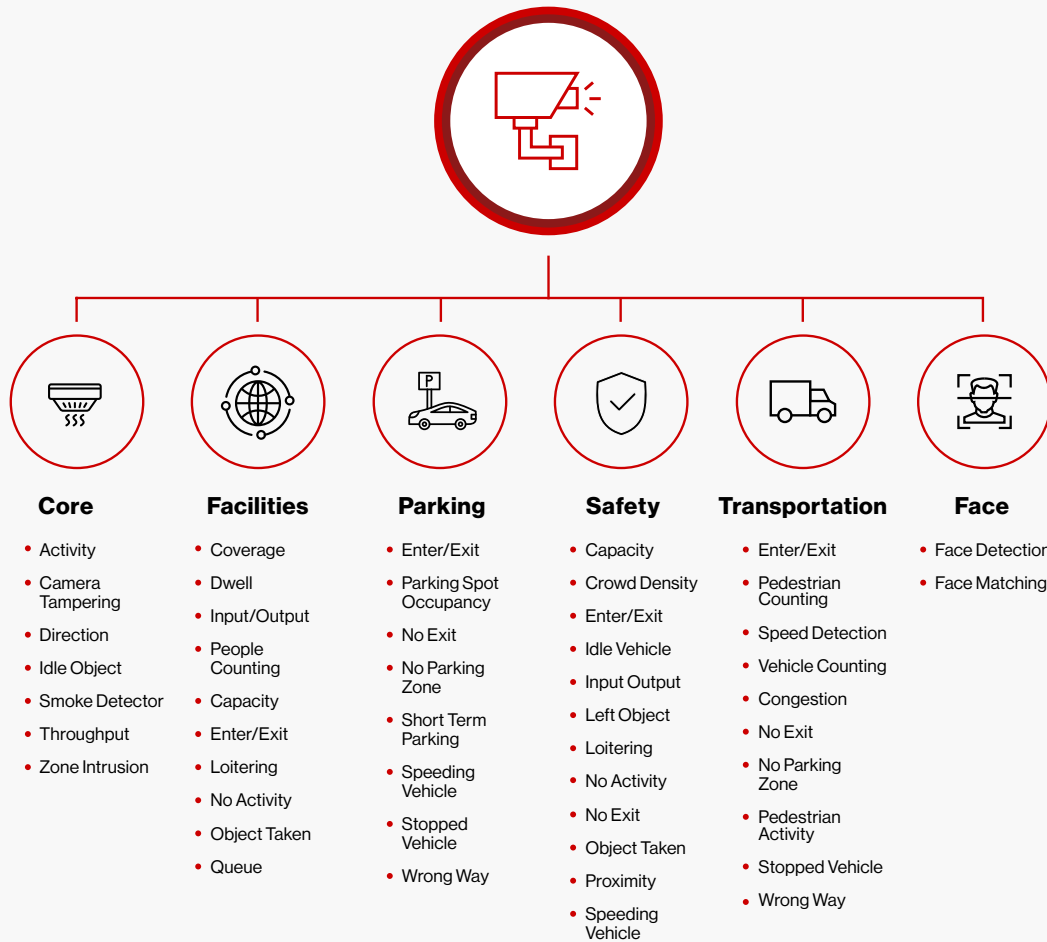 P
Core
Activity
Camera
Tampering
Direction
Idle Object
Smoke Detector
Throughput
Zone Intrusion
Facilities
Coverage
Dwell
Input/Output
People
Counting
Capacity
Enter/Exit
Loitering
No Activity
Object Taken
Queue
Parking
Enter/Exit
Parking Spot
Occupancy
No Exit
No Parking
Zone
Short Term
Parking
Speeding
Vehicle
Stopped
Vehicle
Wrong Way
Safety
Capacity
Crowd Density
Enter/Exit
Idle Vehicle
Input Output
Left Object
Loitering
No Activity
No Exit
Object Taken
Proximity
Speeding
Vehicle
Transportation
Enter/Exit
Pedestrian
Counting
Speed Detection
Vehicle Counting
Congestion
No Exit
No Parking
Zone
Pedestrian
Activity
Stopped Vehicle
Wrong Way
Face
Face Detection
Face Matching